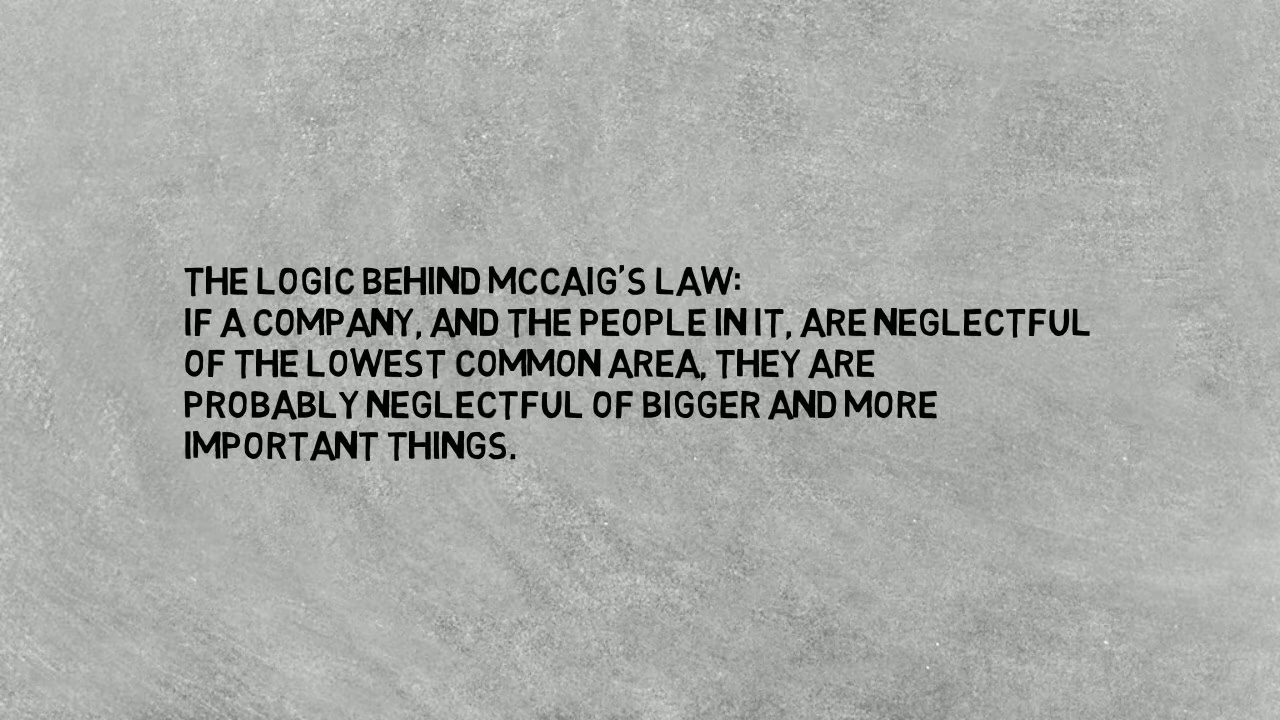 THE LOGIC BEHIND MCCAIG'S LAW:
IF A COMPANY, AND THE PEOPLE IN IT, ARE NEGLECTFUL
OF THE LOWEST COMMON AREA, THEY ARE
PROBABLY NEGLECTFUL OF BIGGER AND MORE
IMPORTANT THINGS.